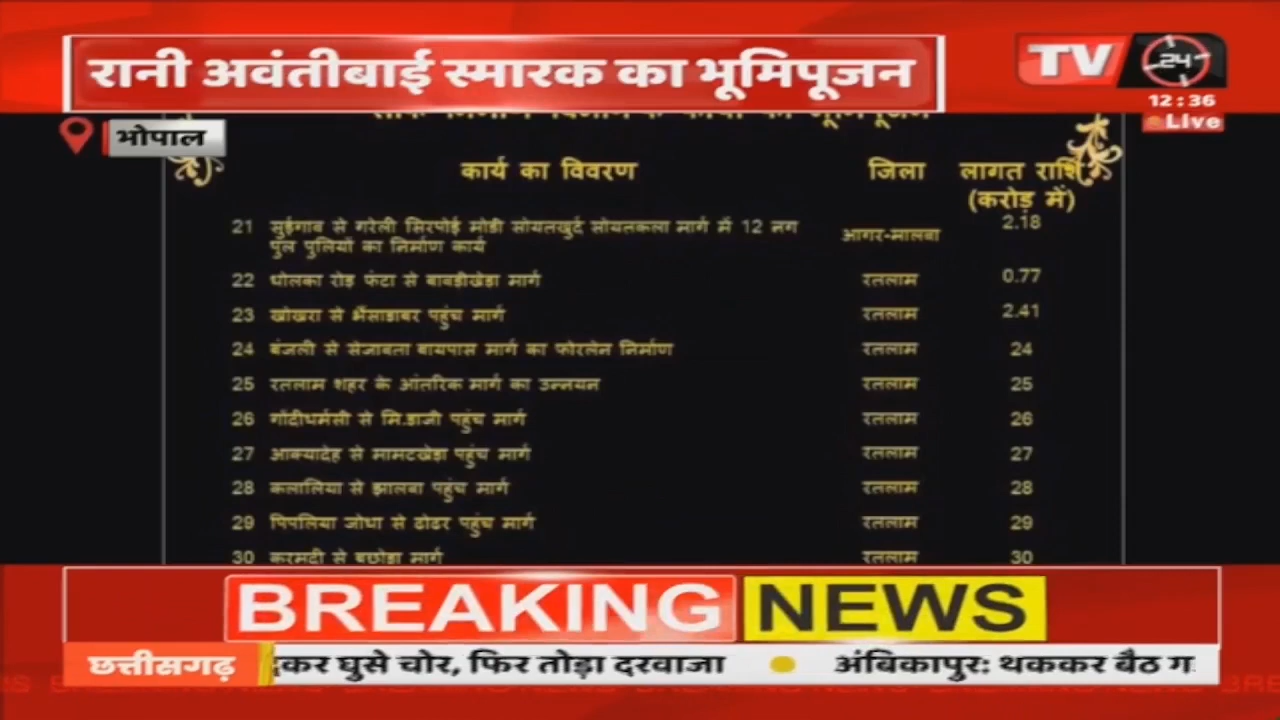 रानी अवंतीबाई स्मारक का भूमिपूजन
TV 24
12:36
Live
भोपाल
कार्य का विवरण जिला लागत राशि
(करोड़ में)
21 सुईगाव से गरेली सिरपोई मोडी सोयतखुर्द सोयतकला मार्ग में 12 नग आगर-मालवा 2.18
पुल पुलियों का निर्माण कार्य
22 धोलका रोड़ फंटा से बावडीखेडा मार्ग रतलाम 0.77
23 खोखरा से भैंसाडाबर पहुंच मार्ग रतलाम 2.41
24 बंजली से सेजावता बायपास मार्ग का फोरलेन निर्माण रतलाम 24
25 रतलाम शहर के आंतरिक मार्ग का उन्नयन रतलाम 25
26 गोंदीधर्मसी से मि.डाजी पहुंच मार्ग रतलाम 26
27 आक्यादेह से मामटखेड़ा पहुंच मार्ग रतलाम 27
28 कलालिया से झालवा पहुंच मार्ग रतलाम 28
29 पिपलिया जोधा से ढोढर पहुंच मार्ग रतलाम 29
30 करमदी से बछोड़ा मार्ग रतलाम 30
BREAKING NEWS
छत्तीसगढ़ कर घुसे चोर, फिर तोड़ा दरवाजा अंबिकापुर: थककर बैठ ग